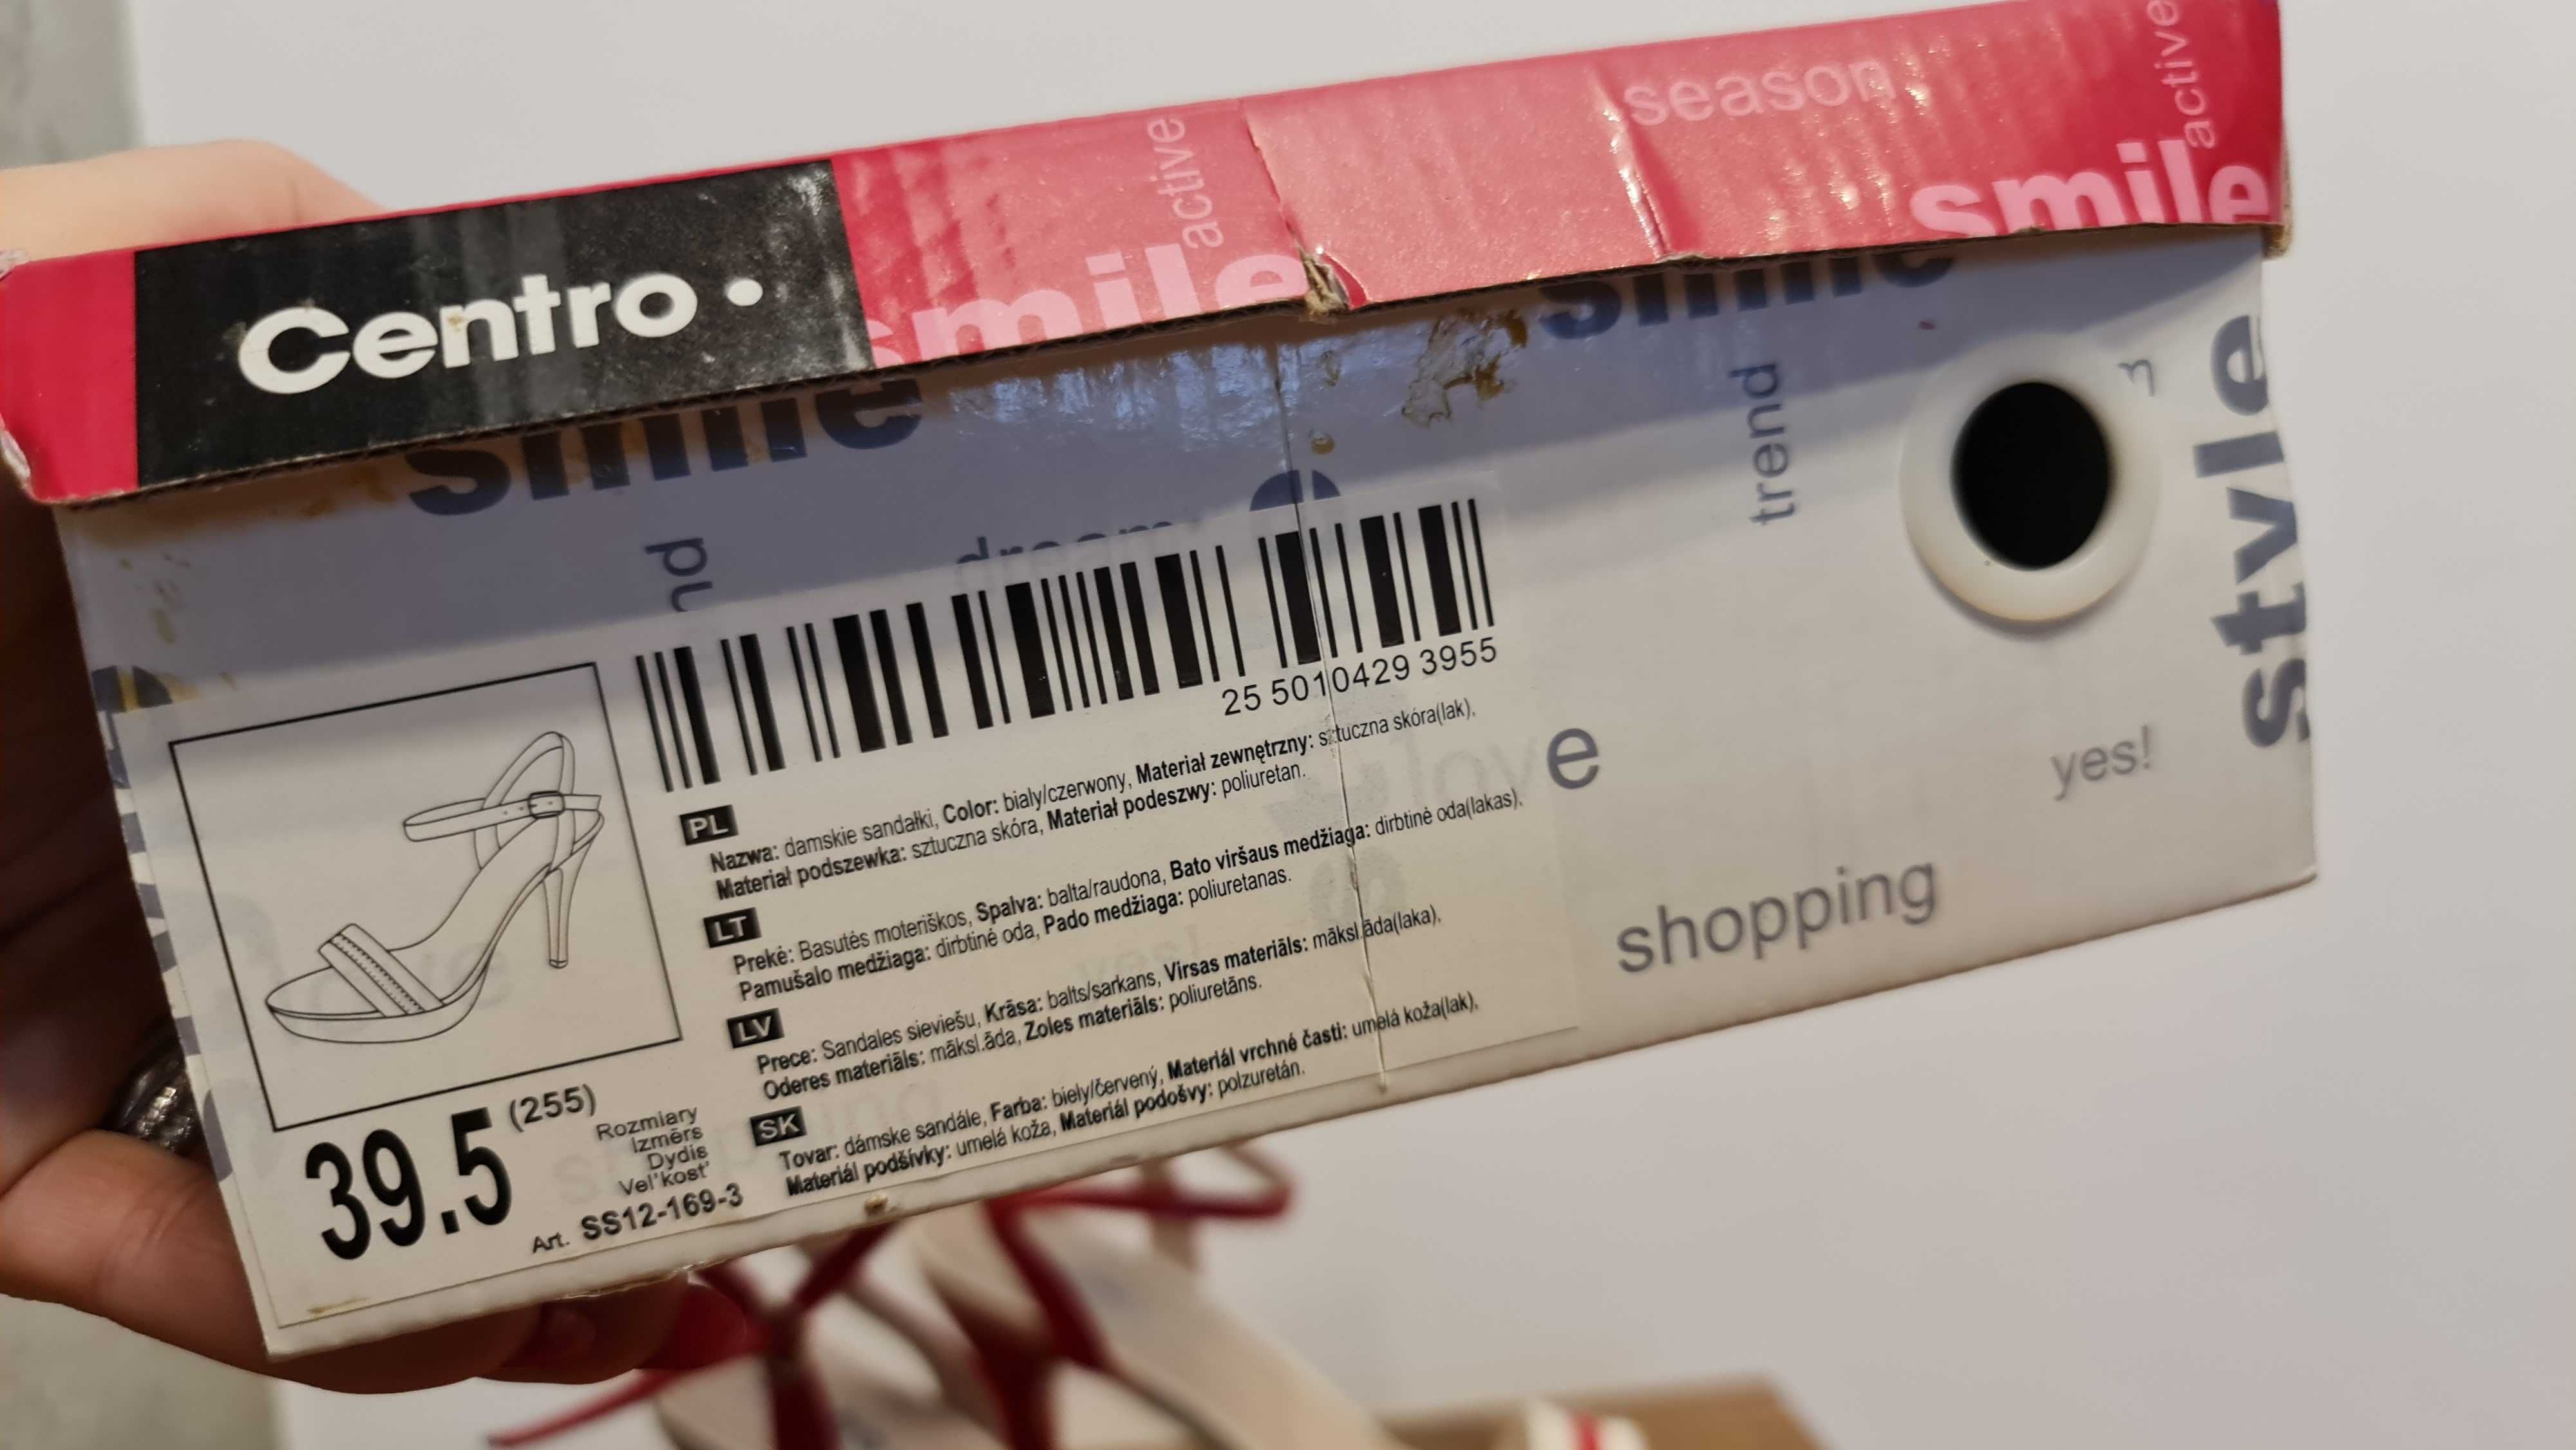 season
active
active
smile
smile
Centro
smile
smile
trend
style
nd
dream
25 5010429 3955
love
PL
Nazwa: damskie sandałki, Color: bialy/czerwony, Materiał zewnętrzny: sztuczna skóra(lak),
Materiał podszewka: sztuczna skóra, Materiał podeszwy: poliuretan.
LT
Prekė: Basutės moteriškos, Spalva: balta/raudona, Bato viršaus medžiaga: dirbtinė oda(lakas),
Pamušalo medžiaga: dirbtinė oda, Pado medžiaga: poliuretanas.
LV
Prece: Sandales sieviešu, Krāsa: balts/sarkans, Virsas materiāls: māksl.āda(laka),
Oderes materiāls: māksl.āda, Zoles materiāls: poliuretāns.
SK
Tovar: dámske sandále, Farba: biely/červený, Materiál vrchné časti: umelá koža(lak),
Materiál podšívky: umelá koža, Materiál podošvy: polzuretán.
39.5 (255)
Rozmiary
Izmērs
Dydis
Vel'kost'
Art. SS12-169-3
yes!
shopping